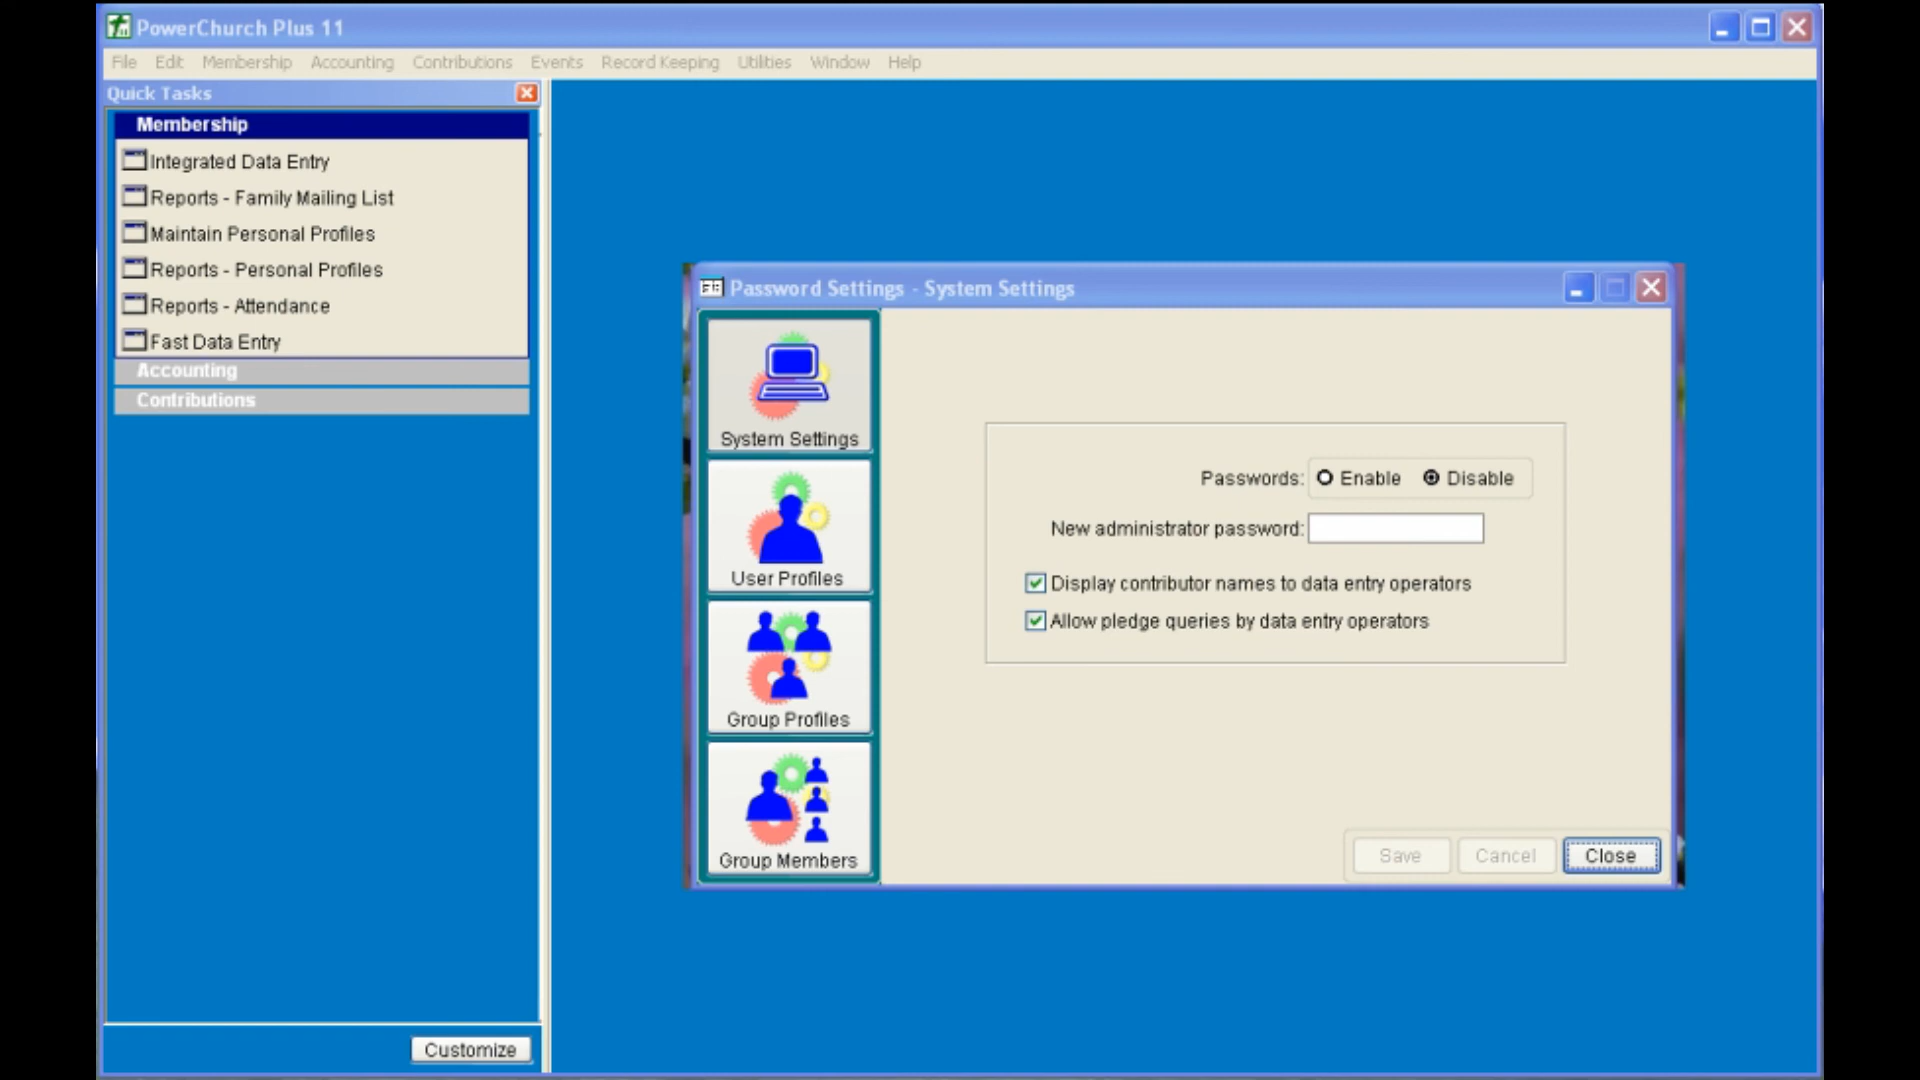 PowerChurch Plus 11
File Edit Membership Accounting Contributions Events Record Keeping Utilities Window Help
Quick Tasks
Membership
Integrated Data Entry
Reports - Family Mailing List
Maintain Personal Profiles
Reports - Personal Profiles
Reports - Attendance
Fast Data Entry
Accounting
Contributions
Customize
Password Settings - System Settings
System Settings
User Profiles
Group Profiles
Group Members
Passwords: Enable Disable
New administrator password:
Display contributor names to data entry operators
Allow pledge queries by data entry operators
Save Cancel Close